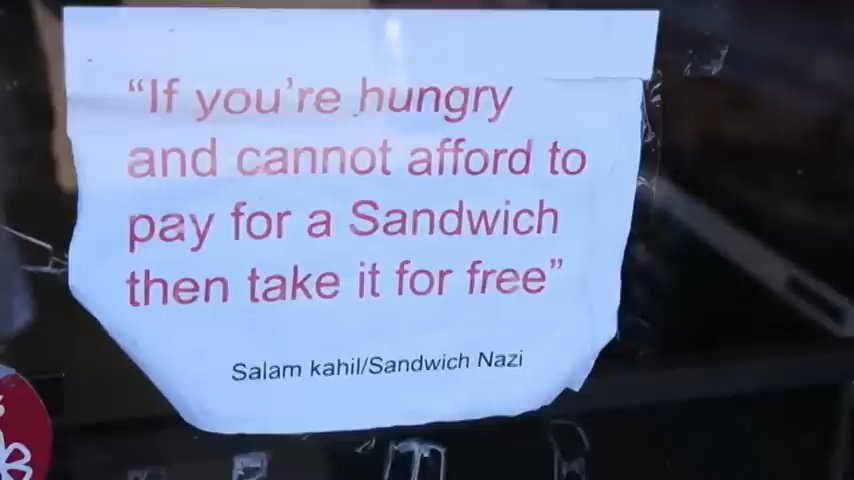 “If you're hungry
and cannot afford to
pay for a Sandwich
then take it for free”
Salam kahil/Sandwich Nazi